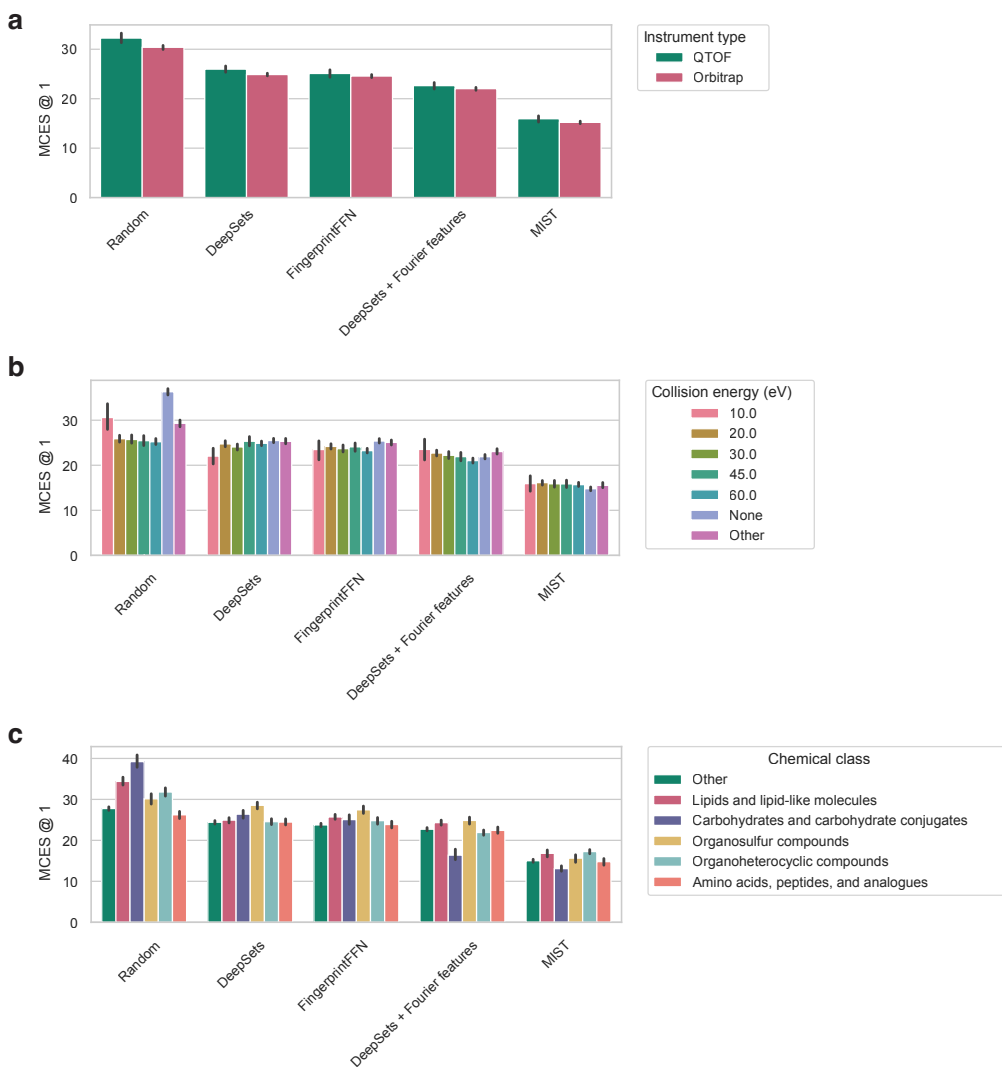 a
MCES @ 1
30
20
10
0
Random
DeepSets
FingerprintFFN
DeepSets + Fourier features
MIST
Instrument type
QTOF
Orbitrap
b
MCES @ 1
30
20
10
0
Random
DeepSets
FingerprintFFN
DeepSets + Fourier features
MIST
Collision energy (eV)
10.0
20.0
30.0
45.0
60.0
None
Other
c
MCES @ 1
40
30
20
10
0
Random
DeepSets
FingerprintFFN
DeepSets + Fourier features
MIST
Chemical class
Other
Lipids and lipid-like molecules
Carbohydrates and carbohydrate conjugates
Organosulfur compounds
Organoheterocyclic compounds
Amino acids, peptides, and analogues